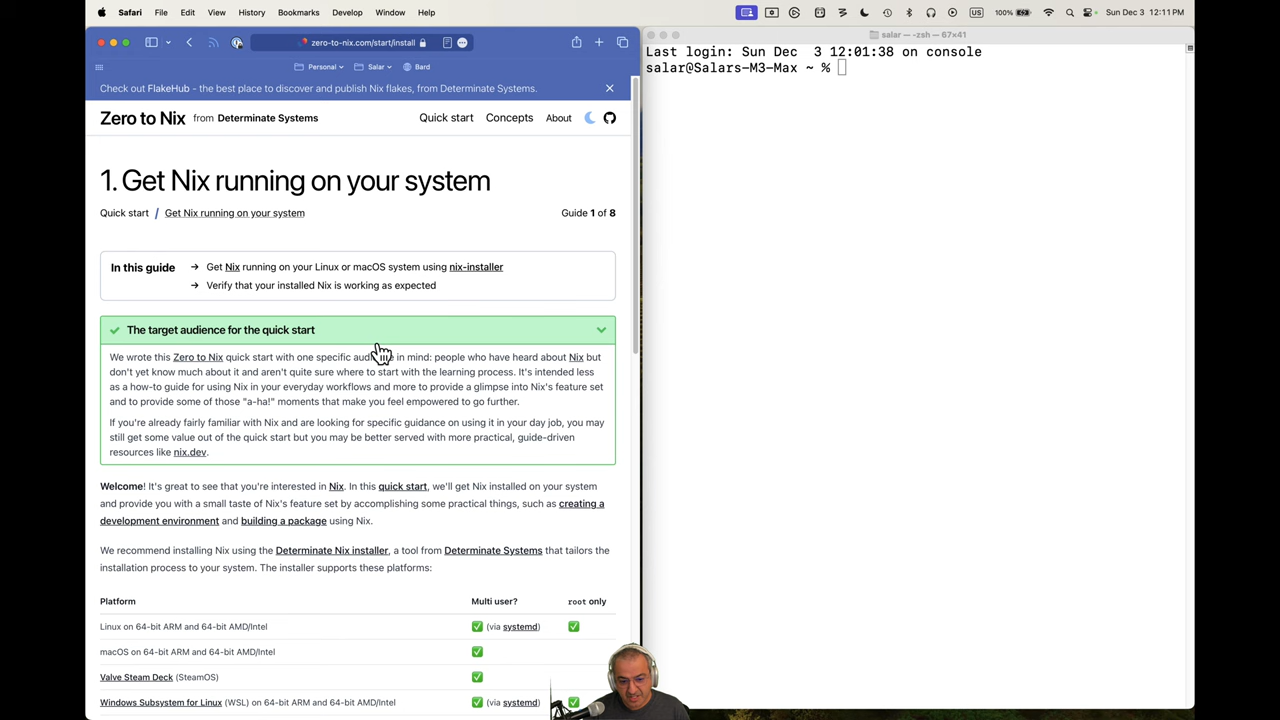 Safari File Edit View History Bookmarks Develop Window Help
US 100% Sun Dec 3 12:11 PM
zero-to-nix.com/start/install
Personal Salar Bard
Check out FlakeHub - the best place to discover and publish Nix flakes, from Determinate Systems.
Zero to Nix from Determinate Systems Quick start Concepts About
1. Get Nix running on your system
Quick start / Get Nix running on your system Guide 1 of 8
In this guide → Get Nix running on your Linux or macOS system using nix-installer
→ Verify that your installed Nix is working as expected
The target audience for the quick start
We wrote this Zero to Nix quick start with one specific in mind: people who have heard about Nix but
don't yet know much about it and aren't quite sure where to start with the learning process. It's intended less
as a how-to guide for using Nix in your everyday workflows and more to provide a glimpse into Nix's feature set
and to provide some of those "a-ha!" moments that make you feel empowered to go further.
If you're already fairly familiar with Nix and are looking for specific guidance on using it in your day job, you may
still get some value out of the quick start but you may be better served with more practical, guide-driven
resources like nix.dev.
Welcome! It's great to see that you're interested in Nix. In this quick start, we'll get Nix installed on your system
and provide you with a small taste of Nix's feature set by accomplishing some practical things, such as creating a
development environment and building a package using Nix.
We recommend installing Nix using the Determinate Nix installer, a tool from Determinate Systems that tailors the
installation process to your system. The installer supports these platforms:
Platform Multi user? root only
Linux on 64-bit ARM and 64-bit AMD/Intel ✅ (via systemd) ✅
macOS on 64-bit ARM and 64-bit AMD/Intel ✅
Valve Steam Deck (SteamOS) ✅
Windows Subsystem for Linux (WSL) on 64-bit ARM and 64-bit AMD/Intel ✅ (via systemd) ✅
salar — -zsh — 67×41
Last login: Sun Dec  3 12:01:38 on console
salar@Salars-M3-Max ~ %